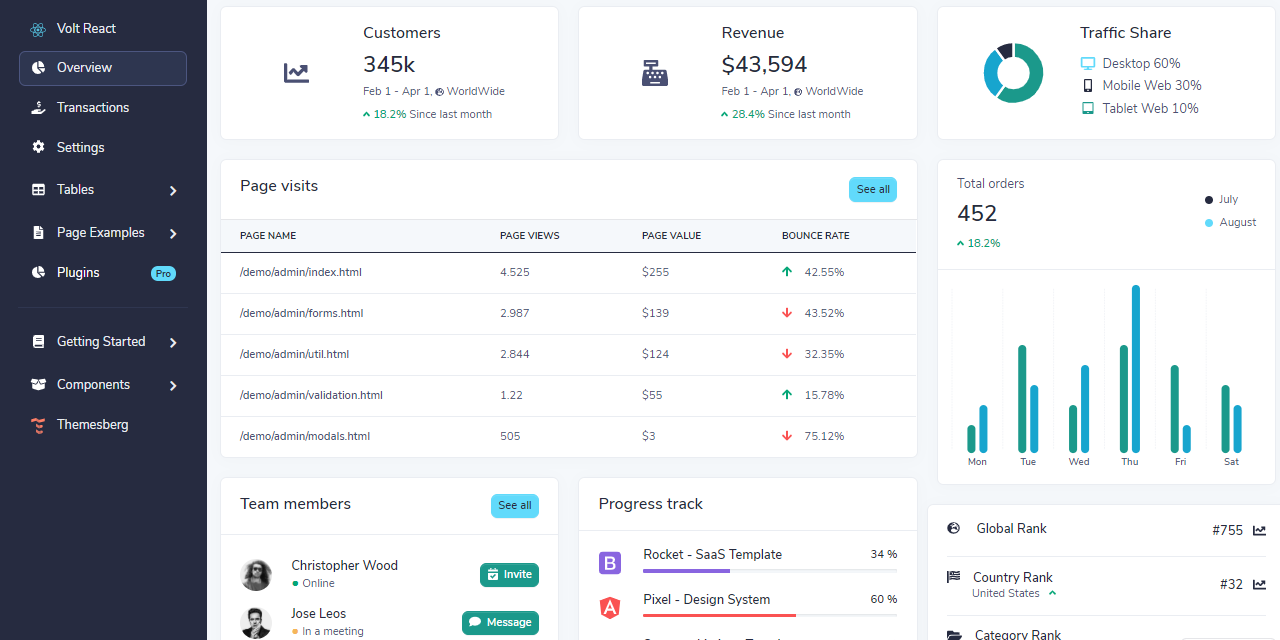 Volt React
Overview
Transactions
Settings
Tables
Page Examples
Plugins Pro
Getting Started
Components
Themesberg
Customers
345k
Feb 1 - Apr 1, WorldWide
18.2% Since last month
Revenue
$43,594
Feb 1 - Apr 1, WorldWide
28.4% Since last month
Traffic Share
Desktop 60%
Mobile Web 30%
Tablet Web 10%
Page visits
See all
PAGE NAME PAGE VIEWS PAGE VALUE BOUNCE RATE
/demo/admin/index.html 4.525 $255 42.55%
/demo/admin/forms.html 2.987 $139 43.52%
/demo/admin/util.html 2.844 $124 32.35%
/demo/admin/validation.html 1.22 $55 15.78%
/demo/admin/modals.html 505 $3 75.12%
Total orders
452
18.2%
July
August
Mon Tue Wed Thu Fri Sat
Team members
See all
Christopher Wood
Online
Invite
Jose Leos
In a meeting
Message
Progress track
Rocket - SaaS Template 34 %
Pixel - Design System 60 %
Global Rank #755
Country Rank
United States
#32
Category Rank